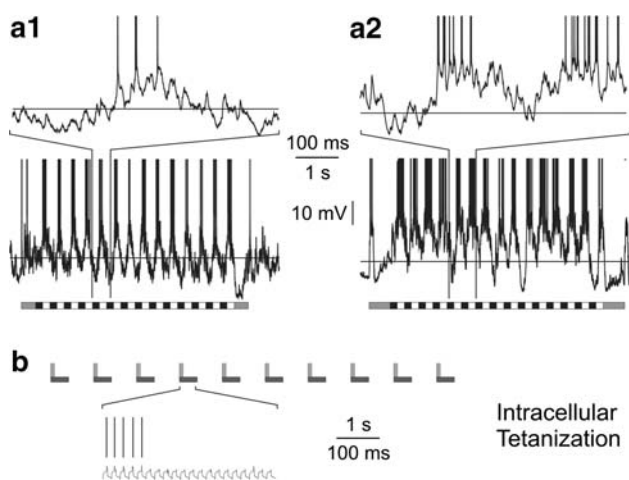 a1
a2
100 ms
1 s
10 mV
b
1 s
100 ms
Intracellular
Tetanization